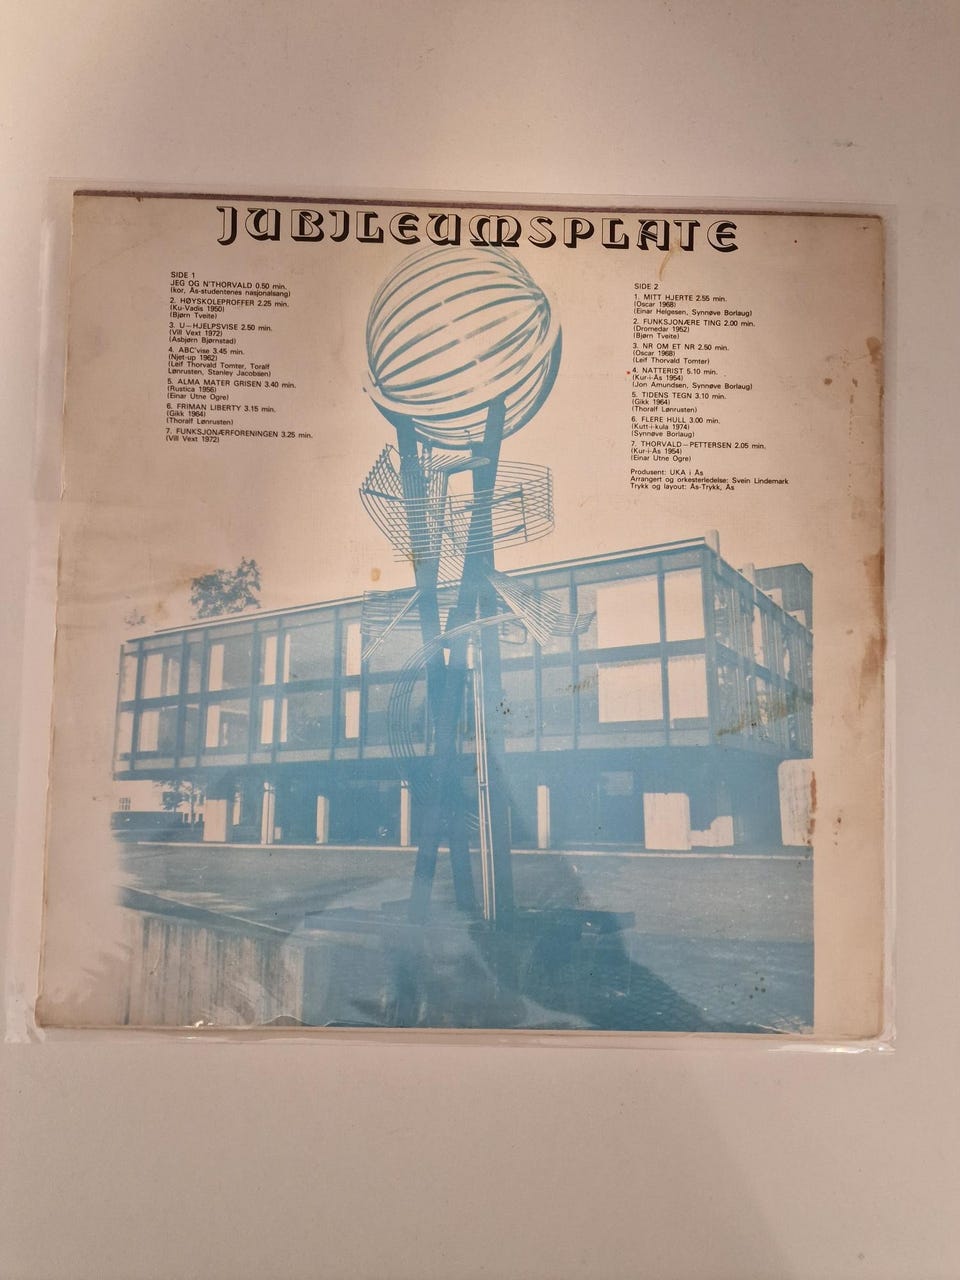 JUBILEUMSPLATE
SIDE 1
JEG OG N'THORVALD 0.50 min.
(kor, Ås-studentenes nasjonalsang)
2. HØYSKOLEPROFFER 2.25 min.
(Ku-Vadis 1950)
(Bjørn Tveite)
3. U—HJELPSVISE 2.50 min.
(Vill Vext 1972)
(Asbjørn Bjørnstad)
4. ABC'vise 3.45 min.
(Njet-up 1962)
(Leif Thorvald Tomter, Toralf
Lønrusten, Stanley Jacobsen)
5. ALMA MATER GRISEN 3.40 min.
(Rustica 1956)
(Einar Utne Ogre)
6. FRIMAN LIBERTY 3.15 min.
(Gikk 1964)
(Thoralf Lønrusten)
7. FUNKSJONÆRFORENINGEN 3.25 min.
(Vill Vext 1972)
SIDE 2
1. MITT HJERTE 2.55 min.
(Oscar 1968)
(Einar Helgesen, Synnøve Borlaug)
2. FUNKSJONÆRE TING 2.00 min.
(Dromedar 1952)
(Bjørn Tveite)
3. NR OM ET NR 2.50 min.
(Oscar 1968)
(Leif Thorvald Tomter)
4. NATTERIST 5.10 min.
(Kur-i-Ås 1954)
(Jon Amundsen, Synnøve Borlaug)
5. TIDENS TEGN 3.10 min.
(Gikk 1964)
(Thoralf Lønrusten)
6. FLERE HULL 3.00 min.
(Kutt-i-kula 1974)
(Synnøve Borlaug)
7. THORVALD—PETTERSEN 2.05 min.
(Kur-i-Ås 1954)
(Einar Utne Ogre)
Produsent: UKA i Ås
Arrangert og orkesterledelse: Svein Lindemark
Trykk og layout: Ås-Trykk, Ås